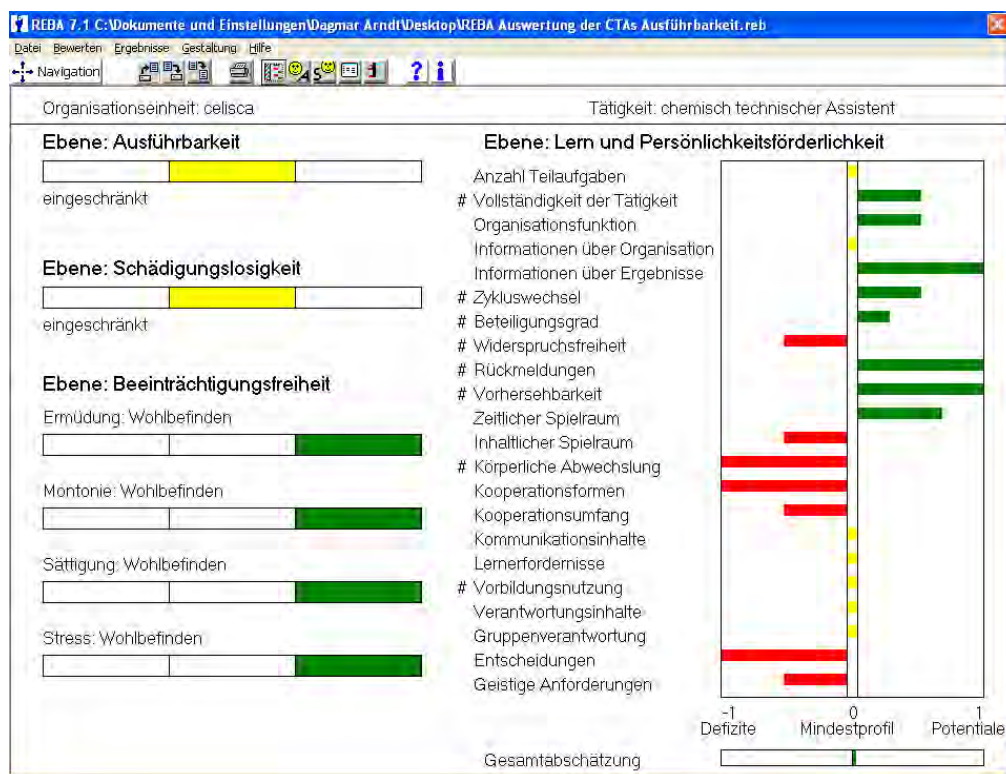 REBA 7.1 C:\Dokumente und Einstellungen\Dagmar Arndt\Desktop\REBA Auswertung der CTAs Ausführbarkeit.reb
Datei Bewerten Ergebnisse Gestaltung Hilfe
Navigation
Organisationseinheit: celisca
Tätigkeit: chemisch technischer Assistent
Ebene: Ausführbarkeit
eingeschränkt
Ebene: Schädigungslosigkeit
eingeschränkt
Ebene: Beeinträchtigungsfreiheit
Ermüdung: Wohlbefinden
Montonie: Wohlbefinden
Sättigung: Wohlbefinden
Stress: Wohlbefinden
Ebene: Lern und Persönlichkeitsförderlichkeit
Anzahl Teilaufgaben
# Vollständigkeit der Tätigkeit
Organisationsfunktion
Informationen über Organisation
Informationen über Ergebnisse
# Zykluswechsel
# Beteiligungsgrad
# Widerspruchsfreiheit
# Rückmeldungen
# Vorhersehbarkeit
Zeitlicher Spielraum
Inhaltlicher Spielraum
# Körperliche Abwechslung
Kooperationsformen
Kooperationsumfang
Kommunikationsinhalte
Lernerfordernisse
# Vorbildungsnutzung
Verantwortungsinhalte
Gruppenverantwortung
Entscheidungen
Geistige Anforderungen
-1 0 1
Defizite Mindestprofil Potentiale
Gesamtabschätzung